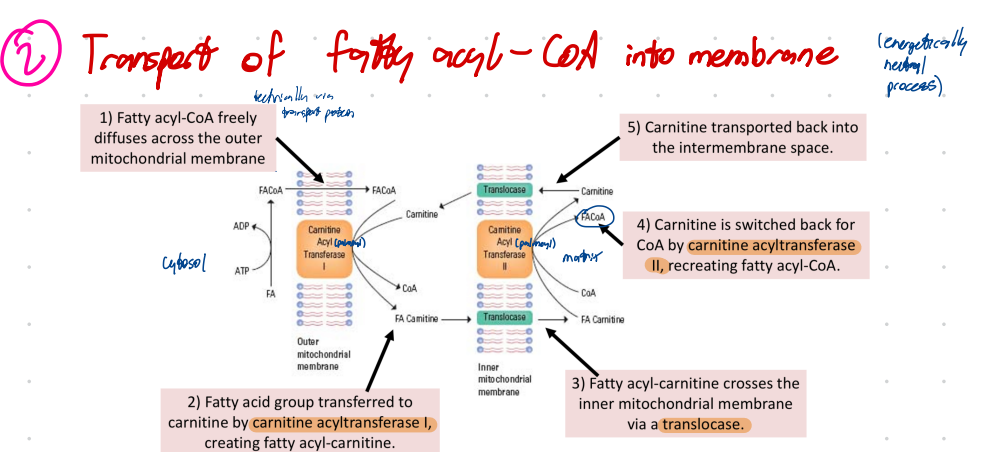 2
Transport of fatty acyl-CoA into membrane
(energetically
neutral
process)
technically via
transport protein
1) Fatty acyl-CoA freely
diffuses across the outer
mitochondrial membrane
5) Carnitine transported back into
the intermembrane space.
FACoA
FACoA
Translocase
Carnitine
Carnitine
FACoA
4) Carnitine is switched back for
CoA by carnitine acyltransferase
II, recreating fatty acyl-CoA.
ADP
Carnitine
Acyl (palmitoyl)
Transferase
I
Carnitine
Acyl (palmitoyl)
Transferase
II
matrix
cytosol
ATP
FA
CoA
CoA
FA Carnitine
Translocase
FA Carnitine
Outer
mitochondrial
membrane
Inner
mitochondrial
membrane
2) Fatty acid group transferred to
carnitine by carnitine acyltransferase I,
creating fatty acyl-carnitine.
3) Fatty acyl-carnitine crosses the
inner mitochondrial membrane
via a translocase.